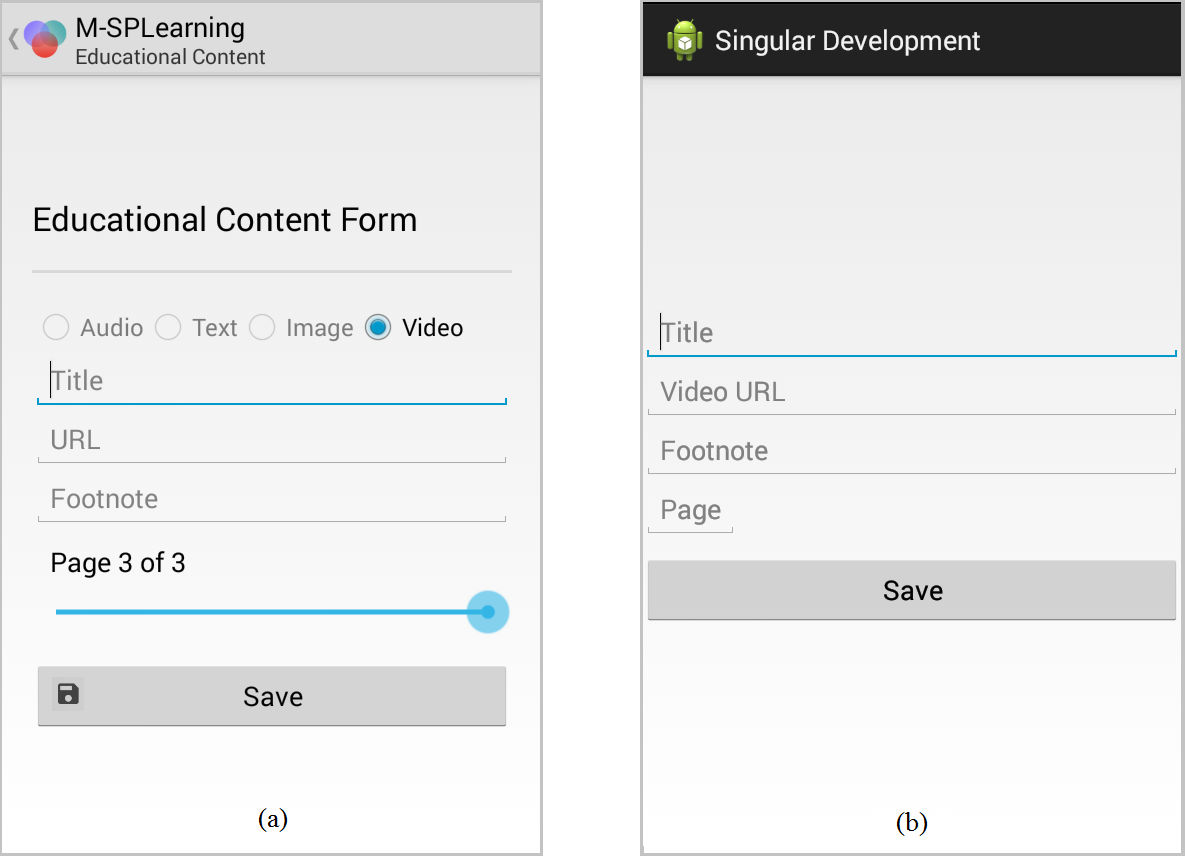 M-SPLearning
Educational Content
Educational Content Form
Audio Text Image Video
Title
URL
Footnote
Page 3 of 3
Save
(a)
Singular Development
Title
Video URL
Footnote
Page
Save
(b)